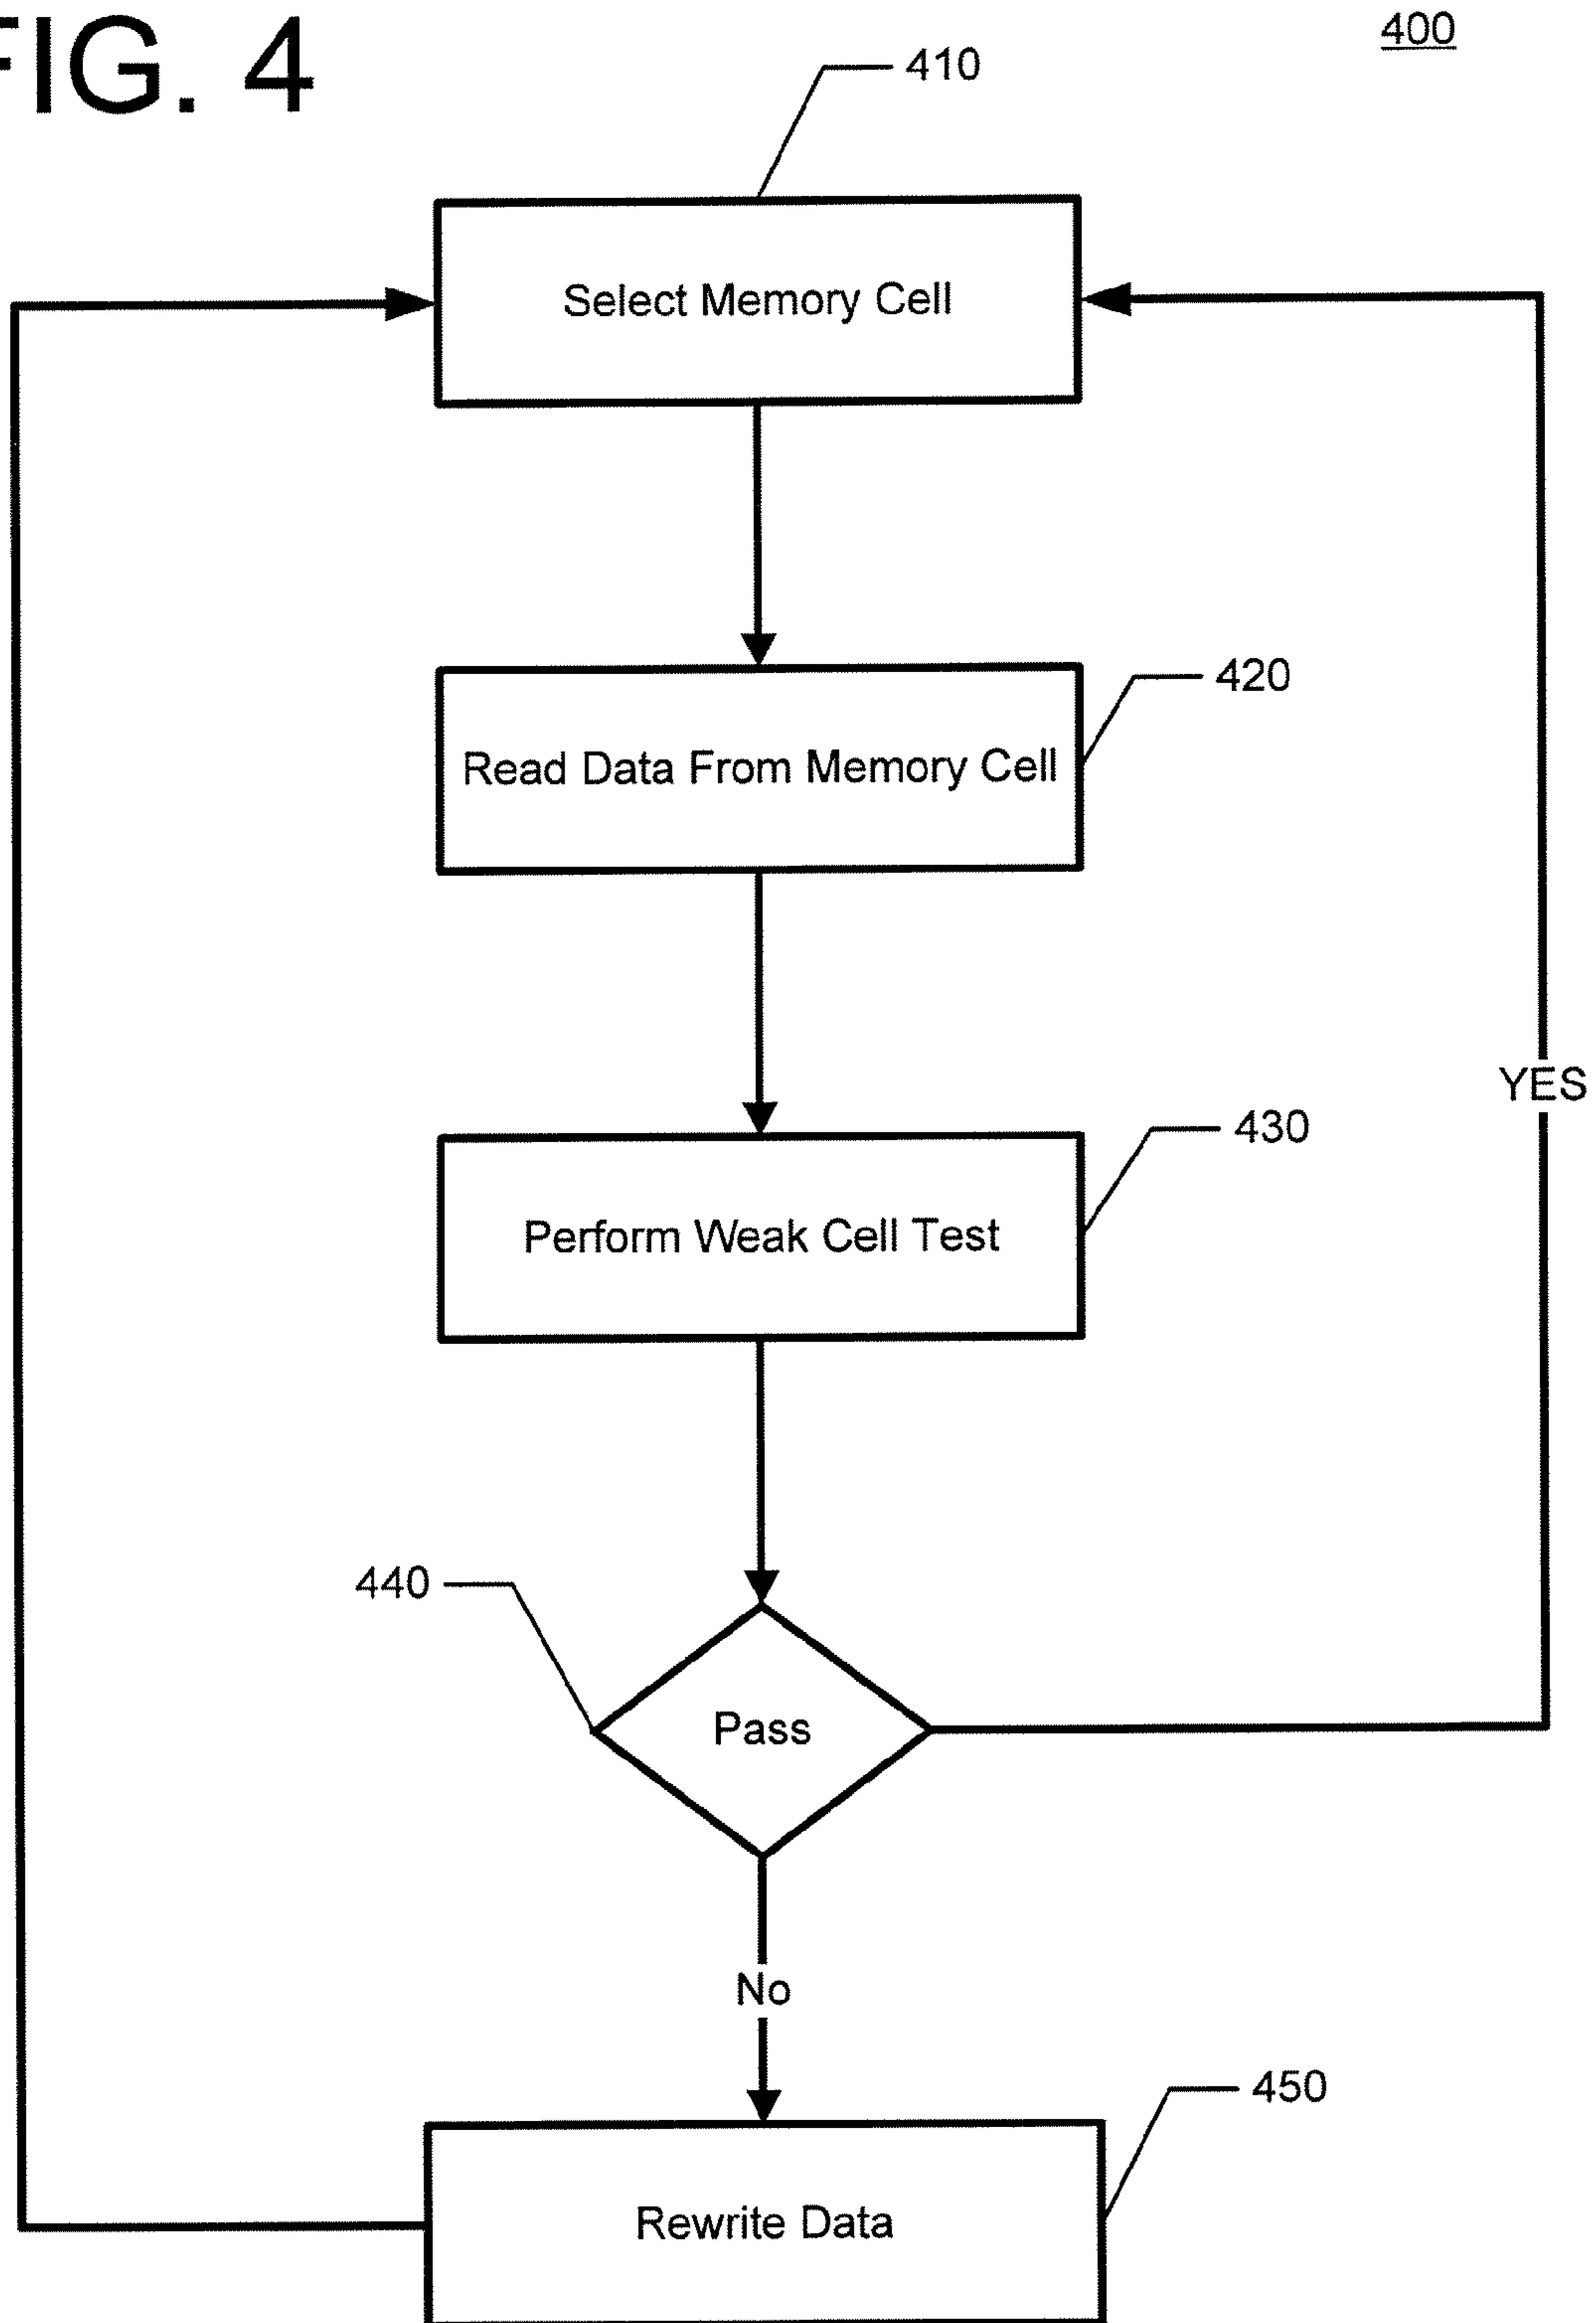 FIG. 4
400
410
Select Memory Cell
420
Read Data From Memory Cell
YES
430
Perform Weak Cell Test
440
Pass
No
450
Rewrite Data